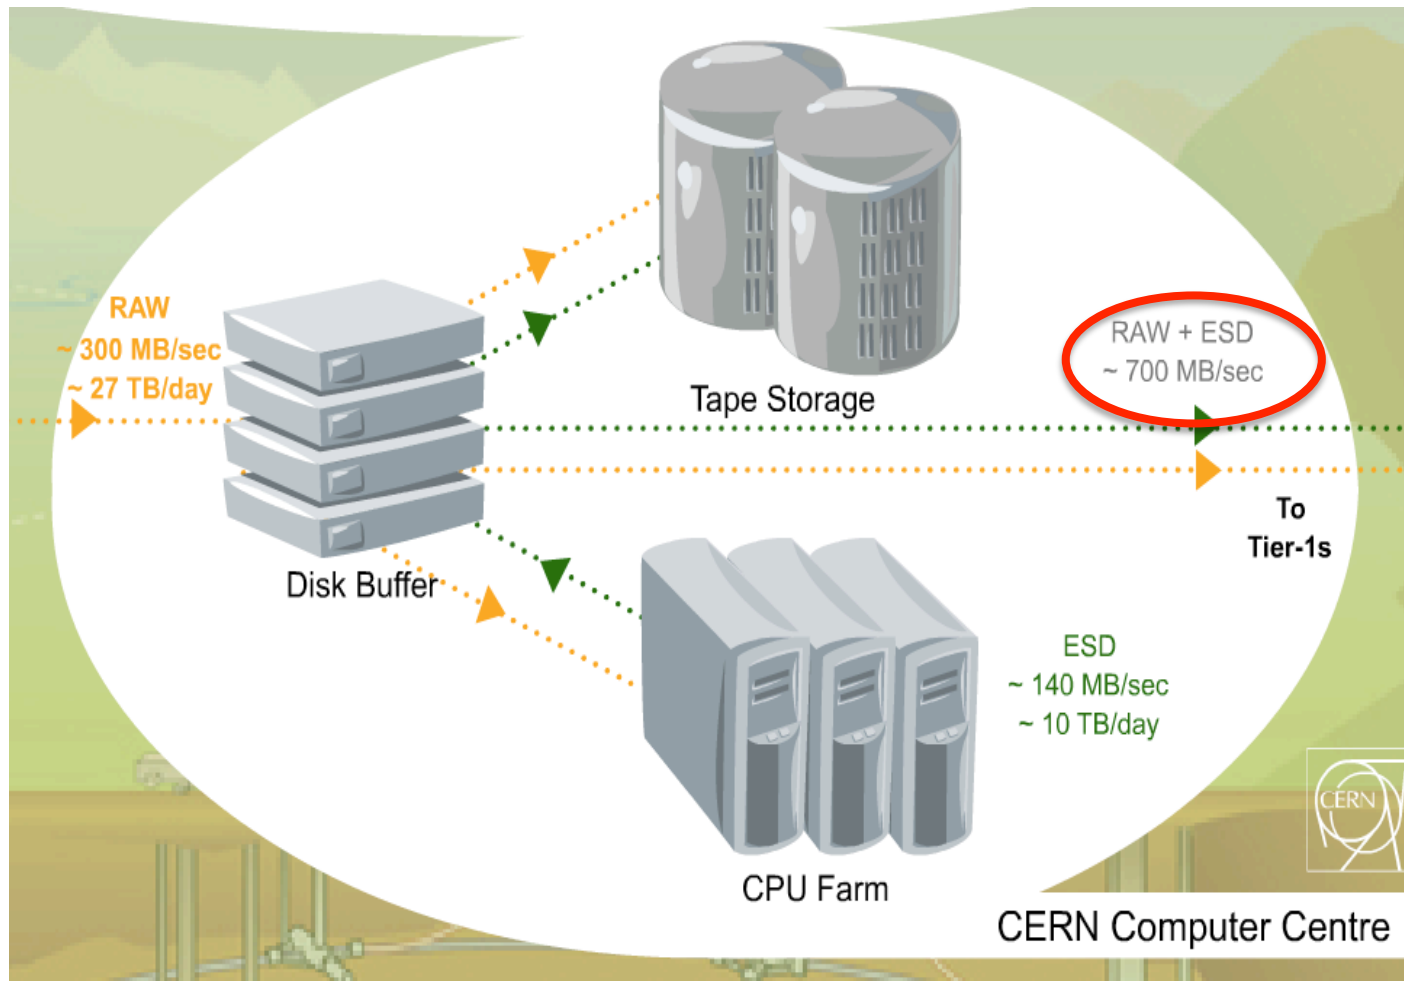 RAW
~ 300 MB/sec
~ 27 TB/day
Tape Storage
RAW + ESD
~ 700 MB/sec
To
Tier-1s
Disk Buffer
ESD
~ 140 MB/sec
~ 10 TB/day
CPU Farm
CERN
CERN Computer Centre